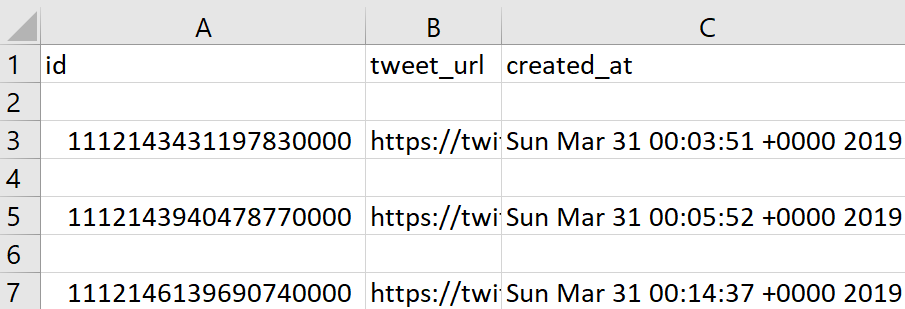 A B C
1 id tweet_url created_at
2
3 1112143431197830000 https://twi Sun Mar 31 00:03:51 +0000 2019
4
5 1112143940478770000 https://twi Sun Mar 31 00:05:52 +0000 2019
6
7 1112146139690740000 https://twi Sun Mar 31 00:14:37 +0000 2019